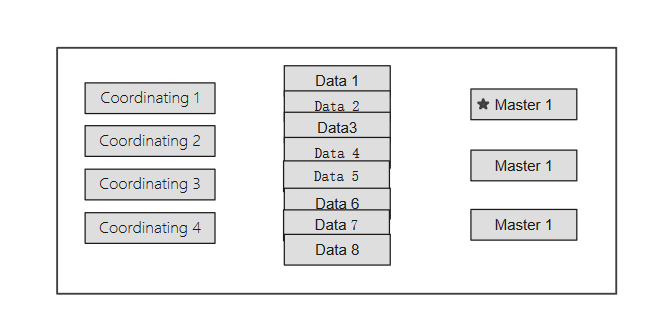 Coordinating 1
Coordinating 2
Coordinating 3
Coordinating 4
Data 1
Data 2
Data3
Data 4
Data 5
Data 6
Data 7
Data 8
Master 1
Master 1
Master 1